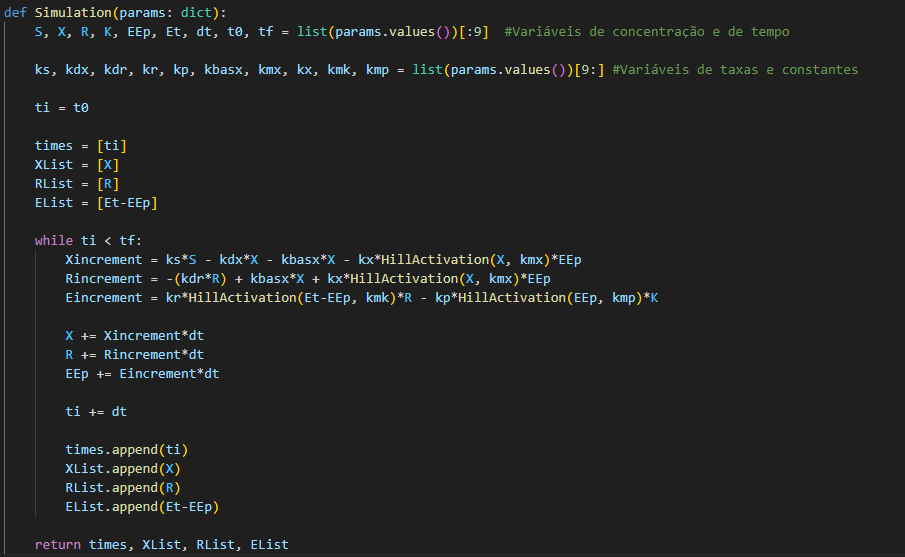 def Simulation(params: dict):
    S, X, R, K, EEp, Et, dt, t0, tf = list(params.values())[:9]  #Variáveis de concentração e de tempo

    ks, kdx, kdr, kr, kp, kbasx, kmx, kx, kmk, kmp = list(params.values())[9:] #Variáveis de taxas e constantes

    ti = t0

    times = [ti]
    XList = [X]
    RList = [R]
    EList = [Et-EEp]

    while ti < tf:
        Xincrement = ks*S - kdx*X - kbasx*X - kx*HillActivation(X, kmx)*EEp
        Rincrement = -(kdr*R) + kbasx*X + kx*HillActivation(X, kmx)*EEp
        Eincrement = kr*HillActivation(Et-EEp, kmk)*R - kp*HillActivation(EEp, kmp)*K

        X += Xincrement*dt
        R += Rincrement*dt
        EEp += Eincrement*dt

        ti += dt

        times.append(ti)
        XList.append(X)
        RList.append(R)
        EList.append(Et-EEp)

    return times, XList, RList, EList